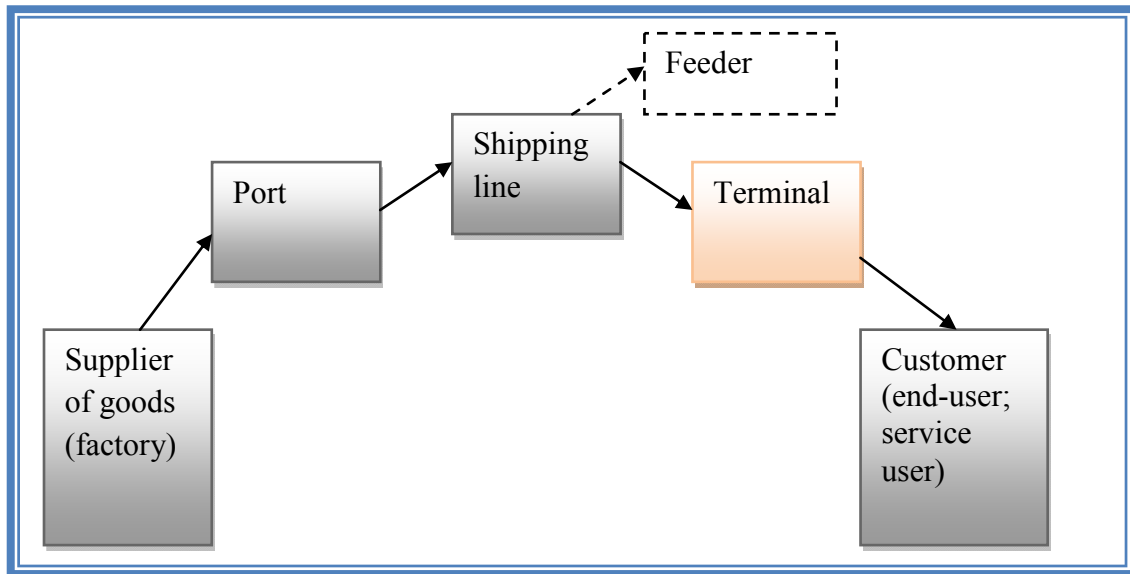 Feeder
Shipping
line
Port
Terminal
Supplier
of goods
(factory)
Customer
(end-user;
service
user)